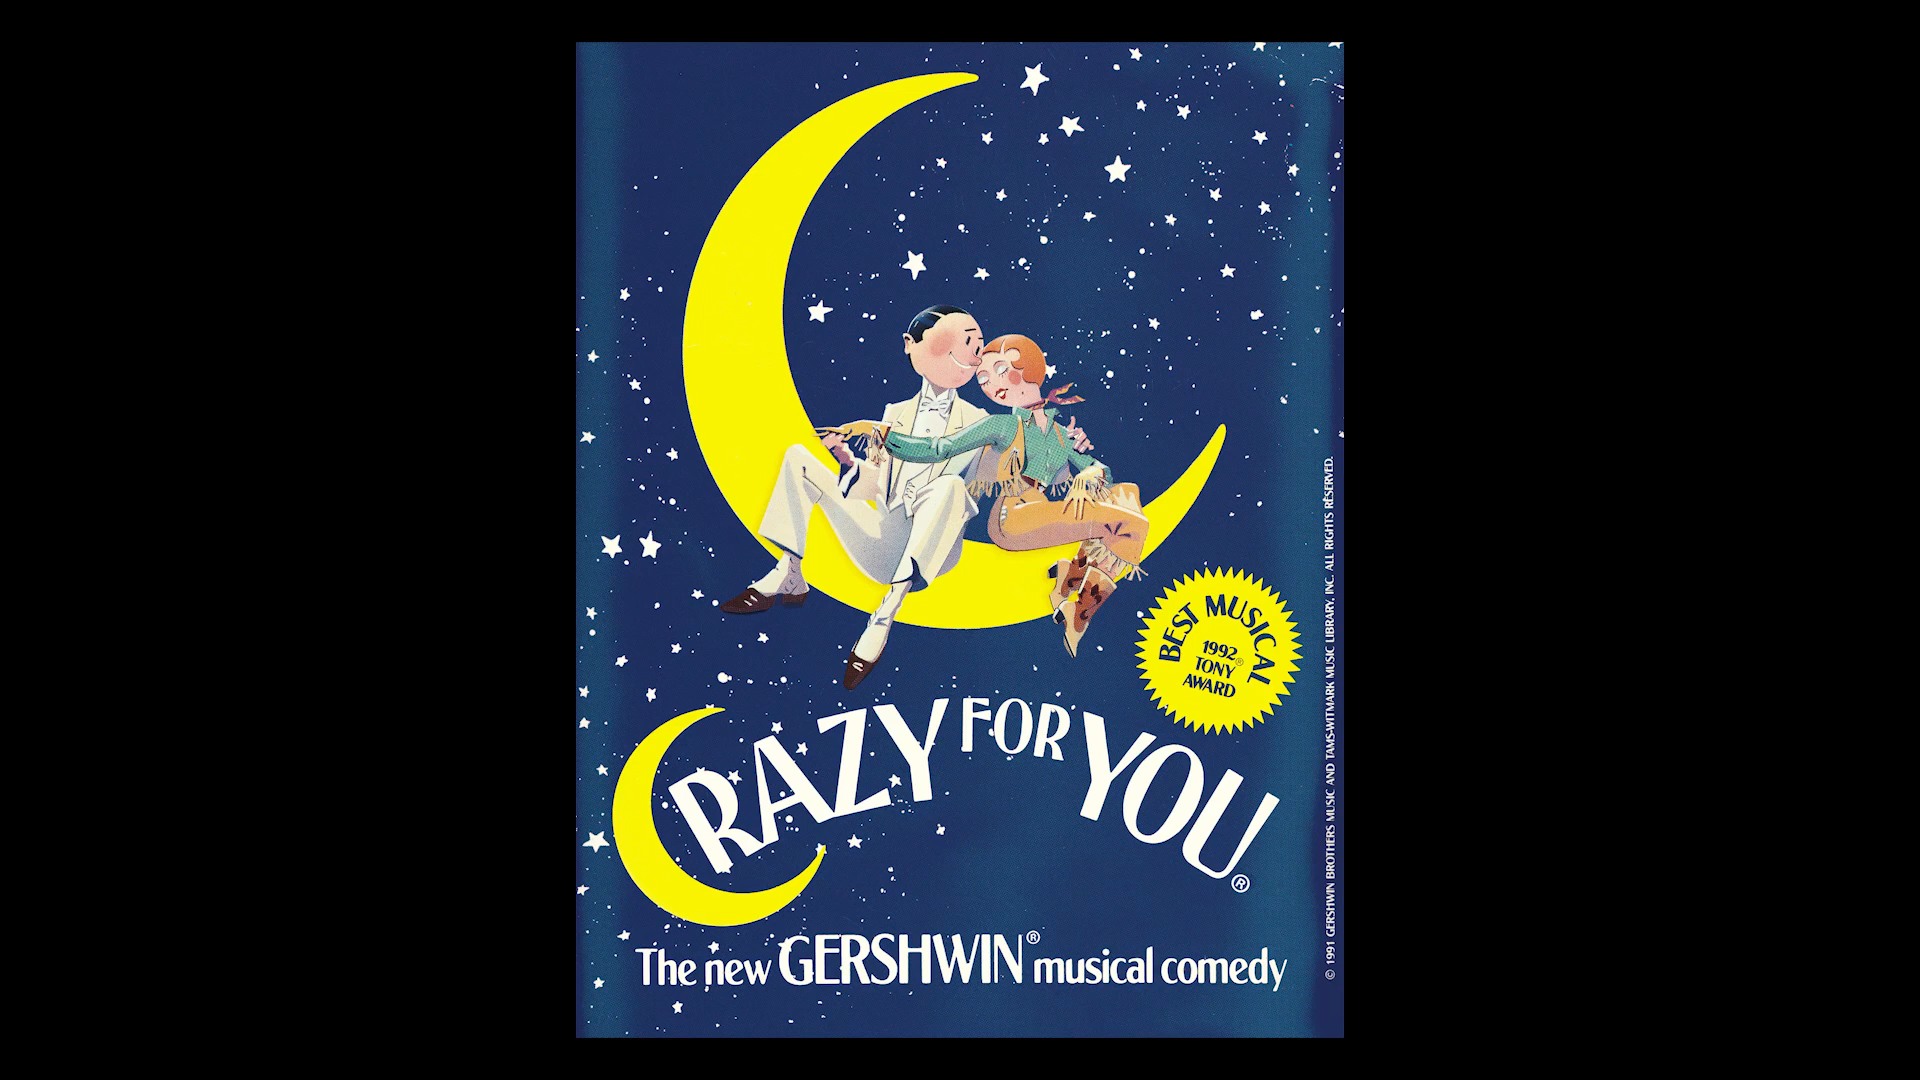 BEST MUSICAL
1992®
TONY
AWARD
CRAZY FOR YOU®
The new GERSHWIN® musical comedy
© 1991 GERSHWIN BROTHERS MUSIC AND TAMS-WITMARK MUSIC LIBRARY, INC. ALL RIGHTS RESERVED.